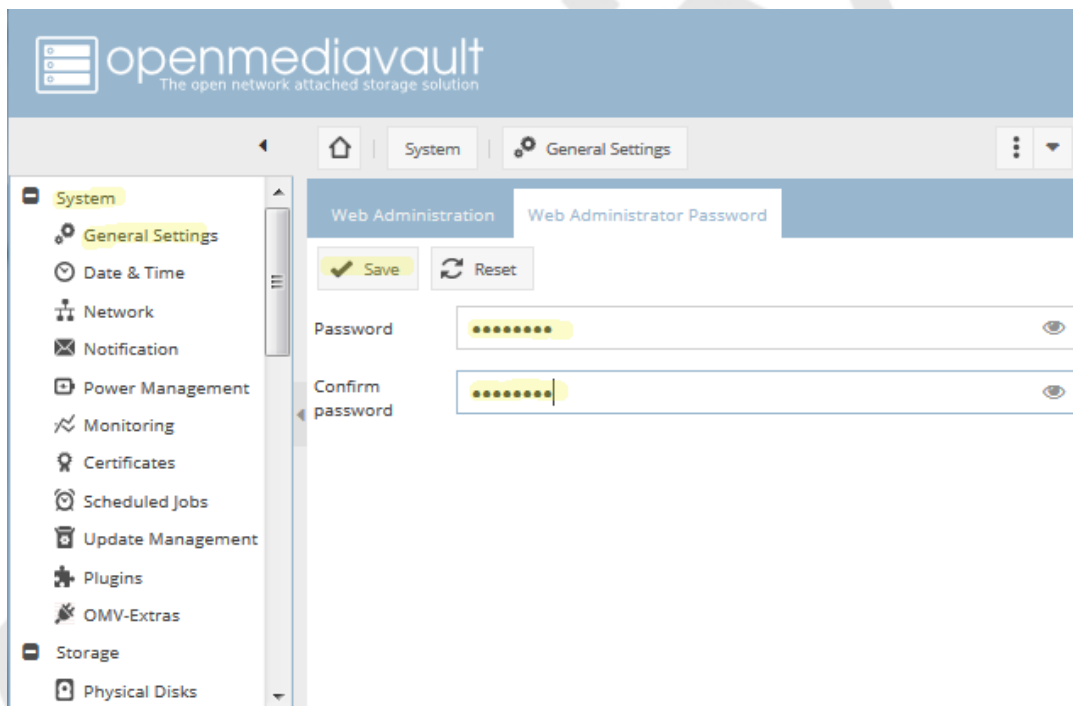 openmediavault
The open network attached storage solution
System
General Settings
System
General Settings
Date & Time
Network
Notification
Power Management
Monitoring
Certificates
Scheduled Jobs
Update Management
Plugins
OMV-Extras
Storage
Physical Disks
Web Administration
Web Administrator Password
Save
Reset
Password
••••••••
Confirm
password
••••••••